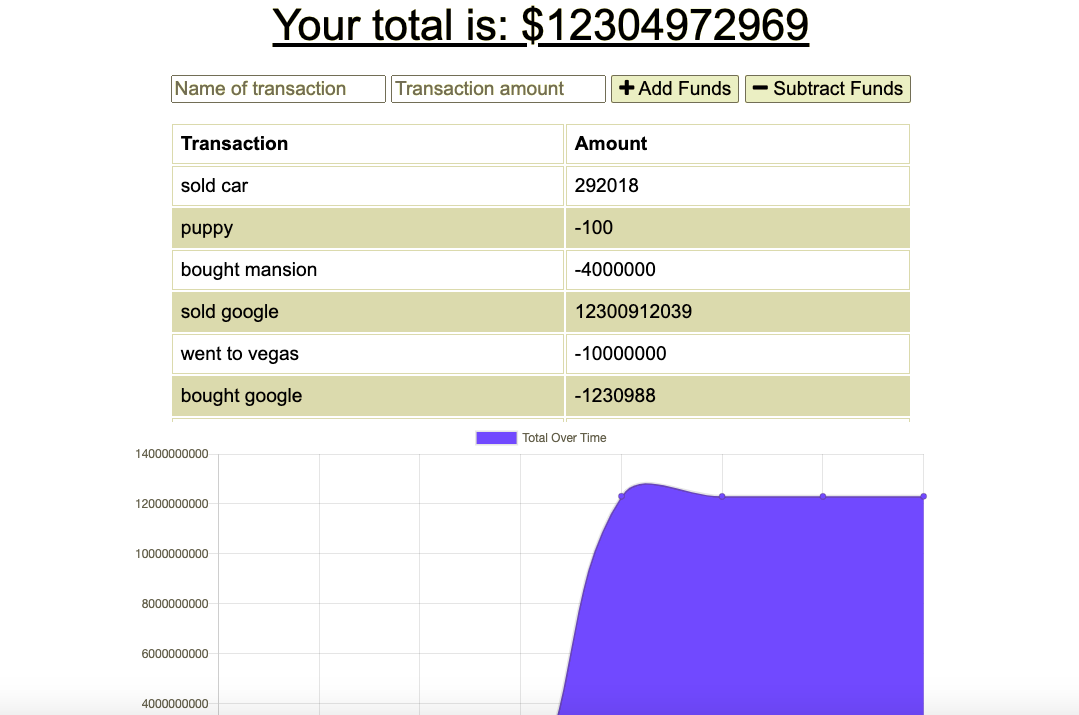 Your total is: $12304972969
Name of transaction Transaction amount + Add Funds − Subtract Funds
Transaction Amount
sold car 292018
puppy -100
bought mansion -4000000
sold google 12300912039
went to vegas -10000000
bought google -1230988
Total Over Time
14000000000
12000000000
10000000000
8000000000
6000000000
4000000000